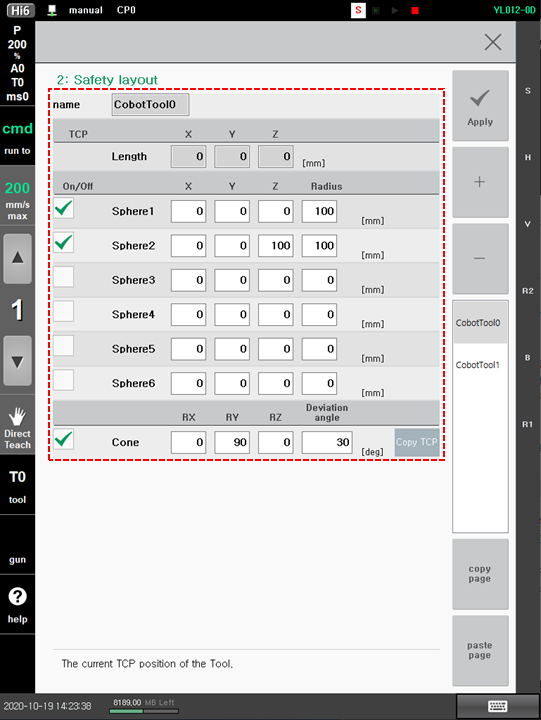 Hi6 manual CP0 S YL012-0D
P
200
%
A0
T0
ms0
cmd
run to
200
mm/s
max
1
Direct
Teach
T0
tool
gun
help
2: Safety layout
name CobotTool0
TCP X Y Z
Length 0 0 0 [mm]
On/Off X Y Z Radius
Sphere1 0 0 0 100 [mm]
Sphere2 0 0 100 100 [mm]
Sphere3 0 0 0 0 [mm]
Sphere4 0 0 0 0 [mm]
Sphere5 0 0 0 0 [mm]
Sphere6 0 0 0 0 [mm]
RX RY RZ Deviation
angle
Cone 0 90 0 30 [deg] Copy TCP
The current TCP position of the Tool,
Apply
+
−
CobotTool0
CobotTool1
copy
page
paste
page
S
H
V
R2
B
R1
2020-10-19 14:23:38 8189,00 MB Left